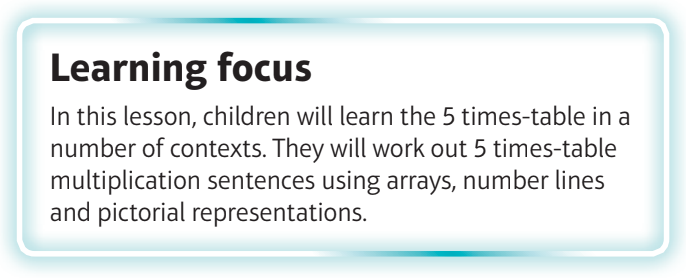 Learning focus
In this lesson, children will learn the 5 times-table in a
number of contexts. They will work out 5 times-table
multiplication sentences using arrays, number lines
and pictorial representations.